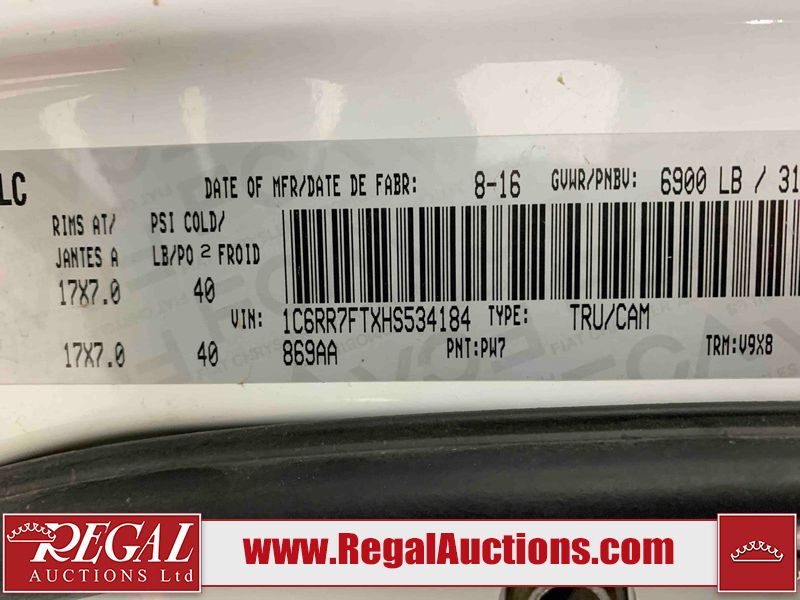 LC
DATE OF MFR/DATE DE FABR: 8-16 GVWR/PNBV: 6900 LB / 31
RIMS AT/ PSI COLD/
JANTES A LB/PO 2 FROID
17X7.0 40
VIN: 1C6RR7FTXHS534184 TYPE: TRU/CAM
17X7.0 40 869AA PNT:PW7 TRM:V9X8
REGAL
AUCTIONS Ltd
www.RegalAuctions.com